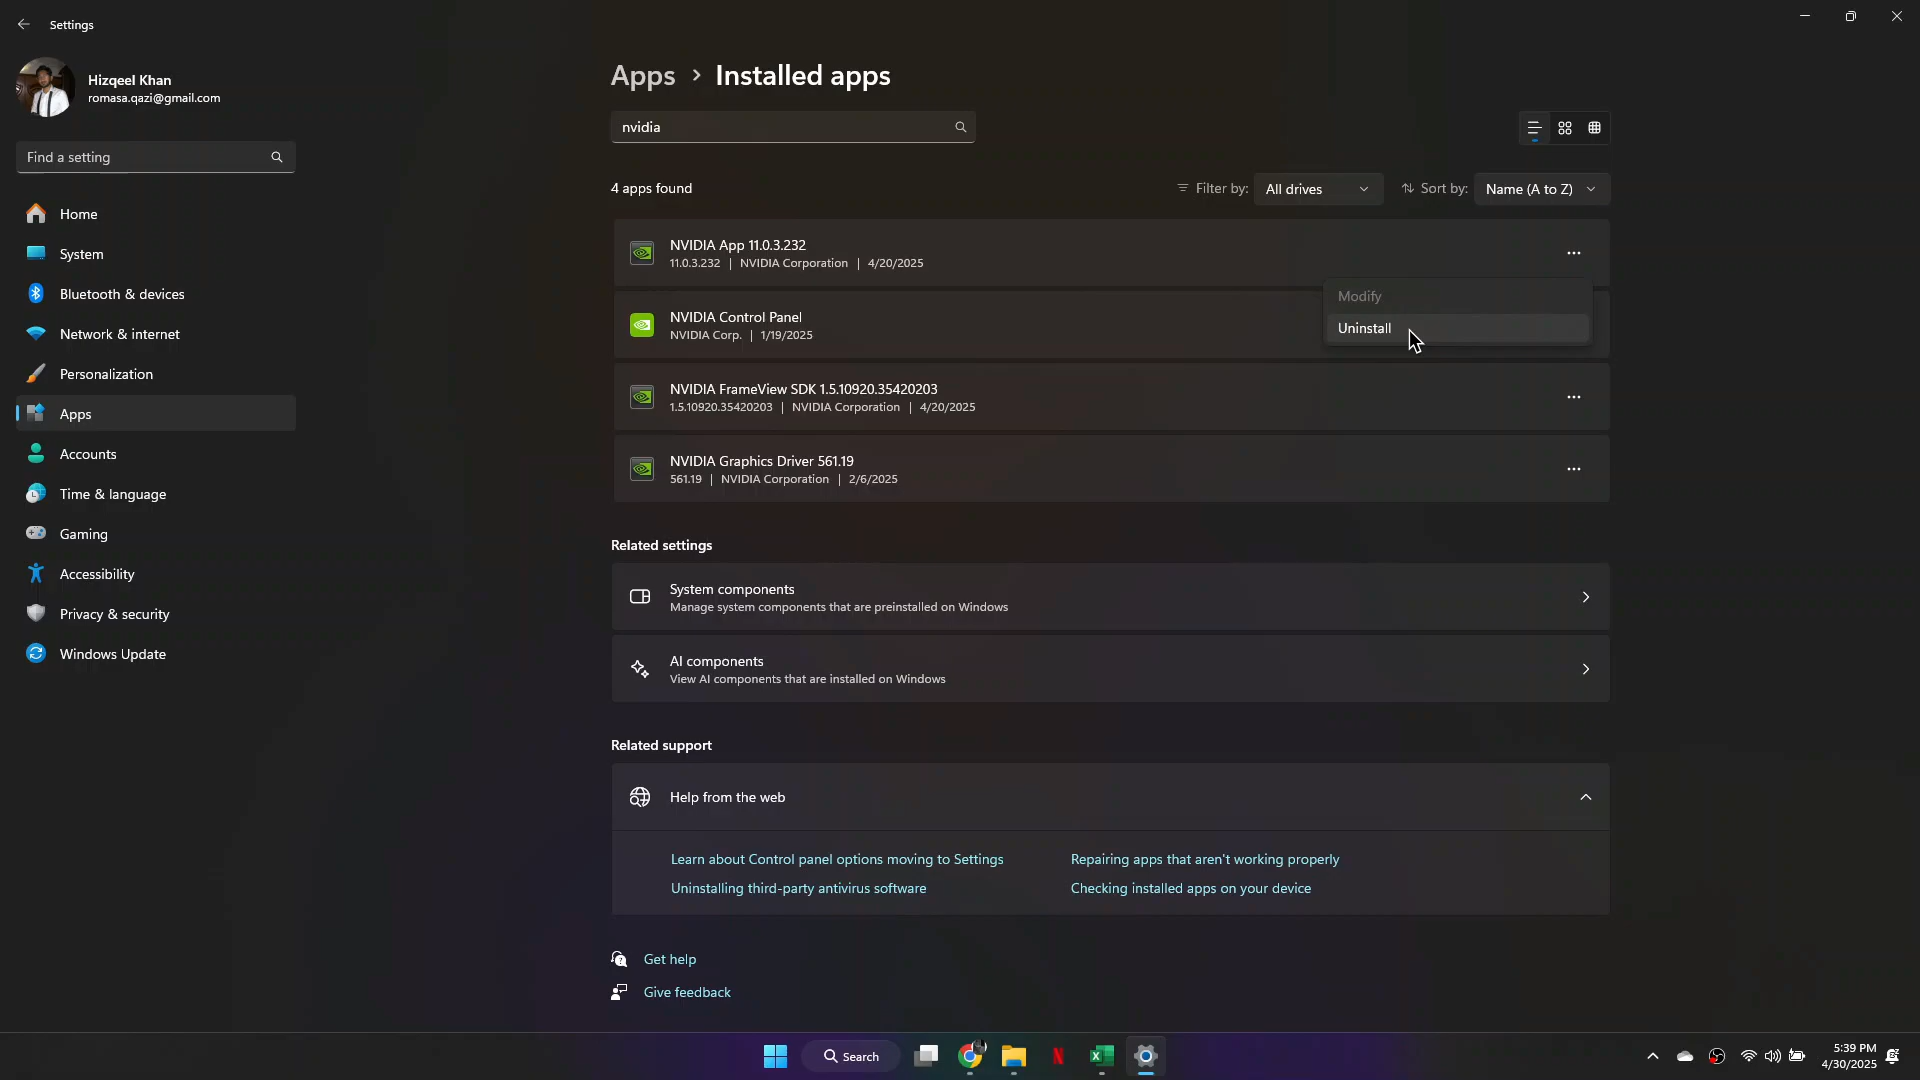 Settings
Hizqeel Khan
romasa.qazi@gmail.com
Find a setting
Home
System
Bluetooth & devices
Network & internet
Personalization
Apps
Accounts
Time & language
Gaming
Accessibility
Privacy & security
Windows Update
Apps > Installed apps
nvidia
4 apps found
Filter by: All drives
Sort by: Name (A to Z)
NVIDIA App 11.0.3.232
11.0.3.232 | NVIDIA Corporation | 4/20/2025
Modify
Uninstall
NVIDIA Control Panel
NVIDIA Corp. | 1/19/2025
NVIDIA FrameView SDK 1.5.10920.35420203
1.5.10920.35420203 | NVIDIA Corporation | 4/20/2025
NVIDIA Graphics Driver 561.19
561.19 | NVIDIA Corporation | 2/6/2025
Related settings
System components
Manage system components that are preinstalled on Windows
AI components
View AI components that are installed on Windows
Related support
Help from the web
Learn about Control panel options moving to Settings
Repairing apps that aren't working properly
Uninstalling third-party antivirus software
Checking installed apps on your device
Get help
Give feedback
Search
5:39 PM
4/30/2025